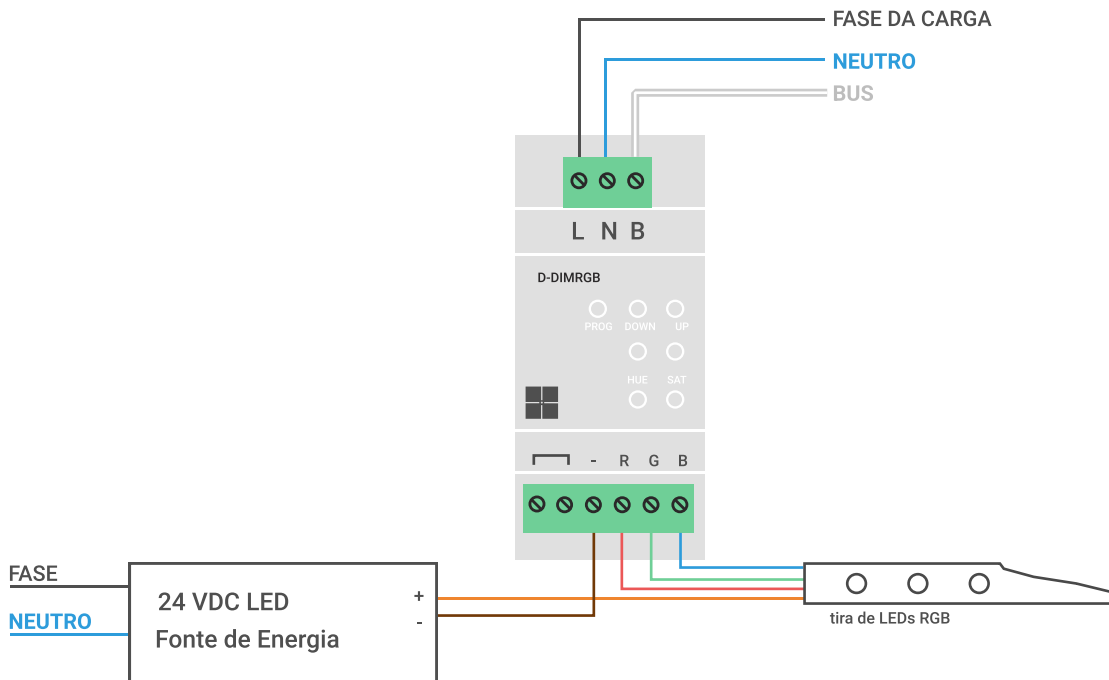 FASE DA CARGA
NEUTRO
BUS
L N B
D-DIMRGB
PROG DOWN UP
HUE SAT
- R G B
FASE
NEUTRO
24 VDC LED
Fonte de Energia
+
-
tira de LEDs RGB